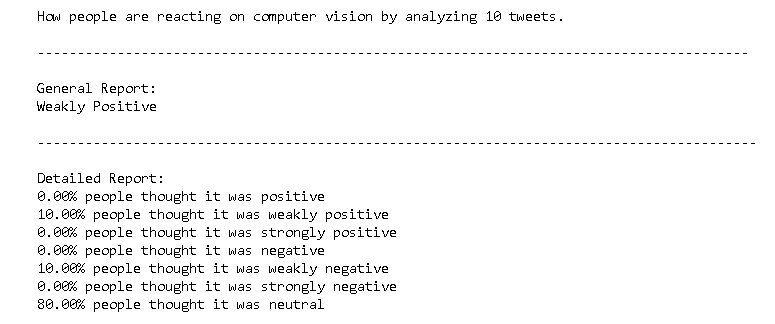 How people are reacting on computer vision by analyzing 10 tweets.
-----------------------------------------------------------------------------------------
General Report:
Weakly Positive
------------------------------------------------------------------------------------------
Detailed Report:
0.00% people thought it was positive
10.00% people thought it was weakly positive
0.00% people thought it was strongly positive
0.00% people thought it was negative
10.00% people thought it was weakly negative
0.00% people thought it was strongly negative
80.00% people thought it was neutral